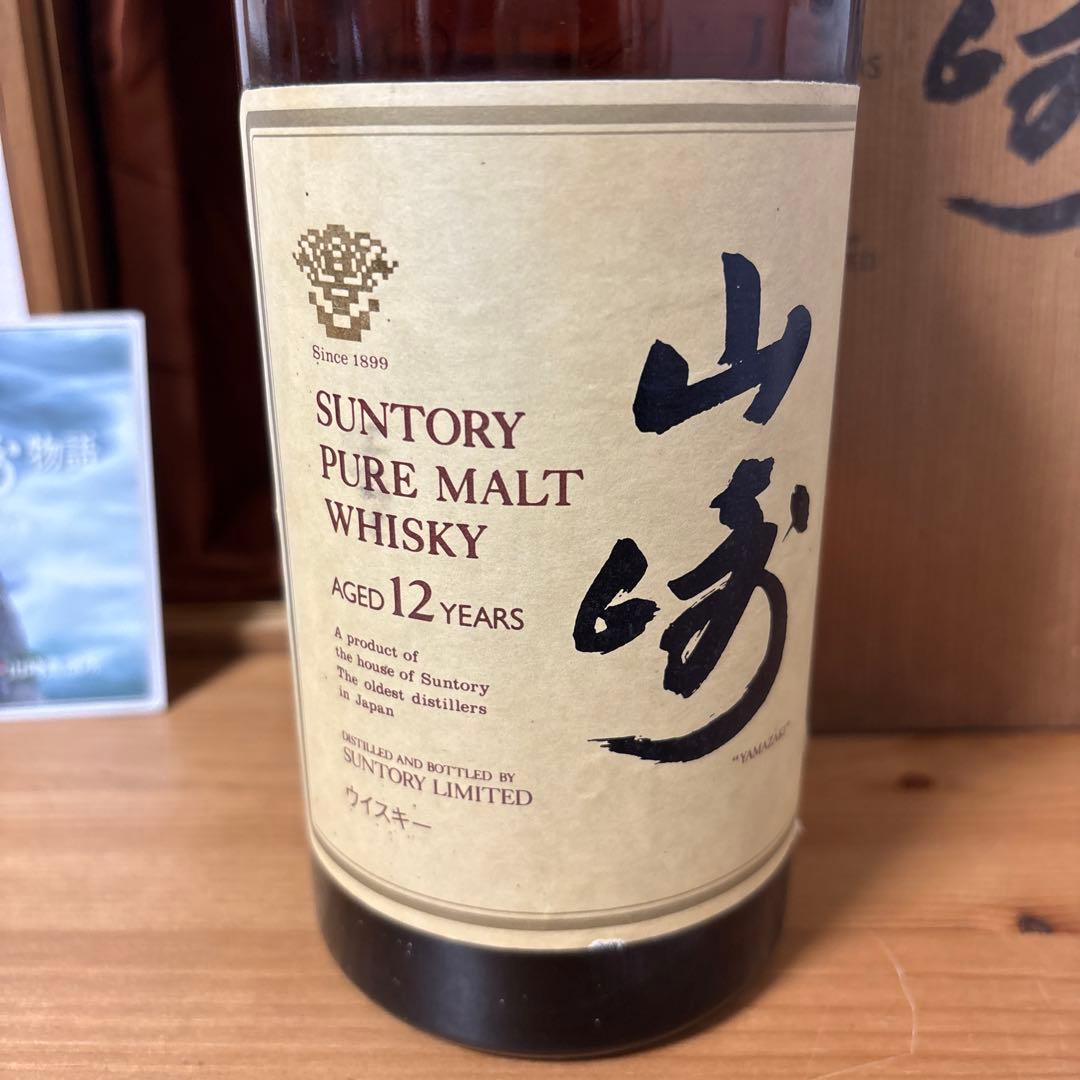 Since 1899
SUNTORY
PURE MALT
WHISKY
AGED 12 YEARS
A product of
the house of Suntory
The oldest distillers
in Japan
DISTILLED AND BOTTLED BY
SUNTORY LIMITED
ウイスキー
山崎
"YAMAZAKI"
物語